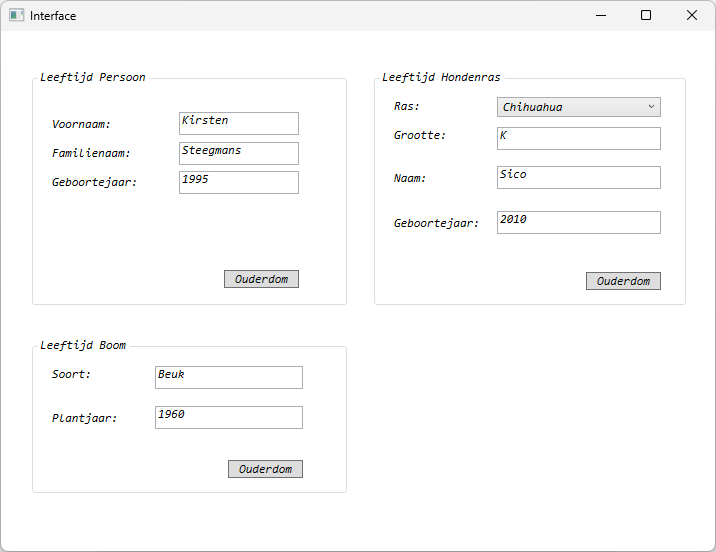 Interface
Leeftijd Persoon
Voornaam: Kirsten
Familienaam: Steegmans
Geboortejaar: 1995
Ouderdom
Leeftijd Hondenras
Ras: Chihuahua
Grootte: K
Naam: Sico
Geboortejaar: 2010
Ouderdom
Leeftijd Boom
Soort: Beuk
Plantjaar: 1960
Ouderdom